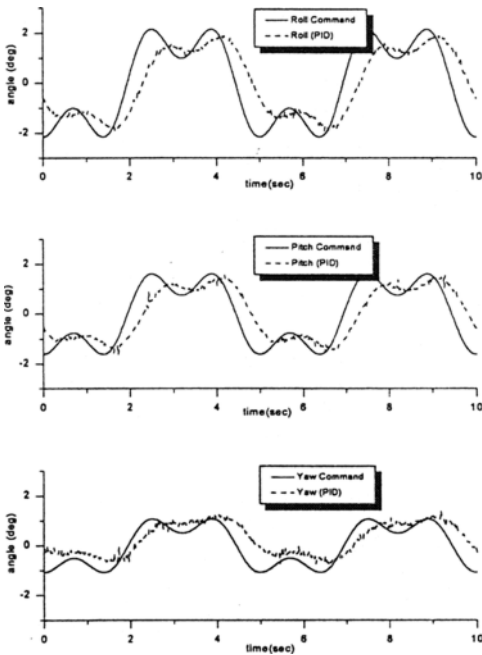 Roll Command
Roll (PID)
angle (deg)
2
0
-2
0
2
4
6
8
10
time(sec)
Pitch Command
Pitch (PID)
angle (deg)
2
0
-2
0
2
4
6
8
10
time(sec)
Yaw Command
Yaw (PID)
angle (deg)
2
0
-2
0
2
4
6
8
10
time(sec)